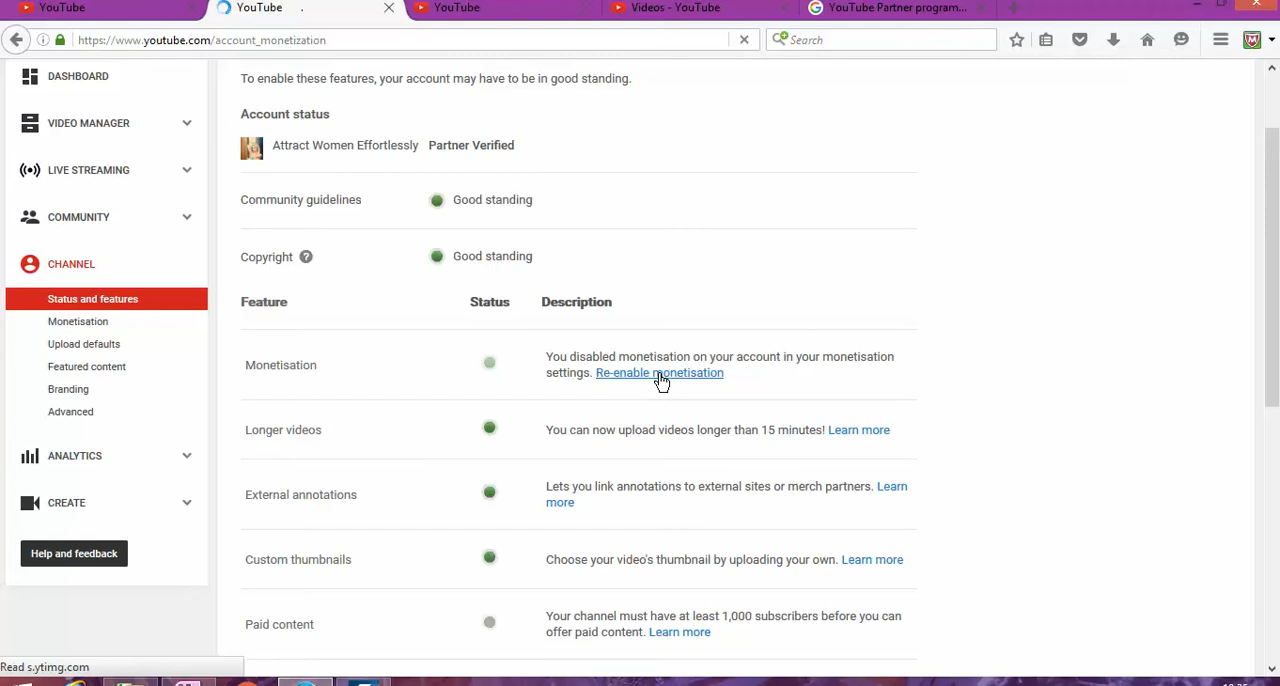 YouTube
YouTube
YouTube
Videos - YouTube
YouTube Partner program...
https://www.youtube.com/account_monetization
Search
DASHBOARD
VIDEO MANAGER
LIVE STREAMING
COMMUNITY
CHANNEL
Status and features
Monetisation
Upload defaults
Featured content
Branding
Advanced
ANALYTICS
CREATE
Help and feedback
To enable these features, your account may have to be in good standing.
Account status
Attract Women Effortlessly Partner Verified
Community guidelines Good standing
Copyright ? Good standing
Feature Status Description
Monetisation
You disabled monetisation on your account in your monetisation
settings. Re-enable monetisation
Longer videos You can now upload videos longer than 15 minutes! Learn more
External annotations
Lets you link annotations to external sites or merch partners. Learn
more
Custom thumbnails Choose your video's thumbnail by uploading your own. Learn more
Paid content
Your channel must have at least 1,000 subscribers before you can
offer paid content. Learn more
Read s.ytimg.com